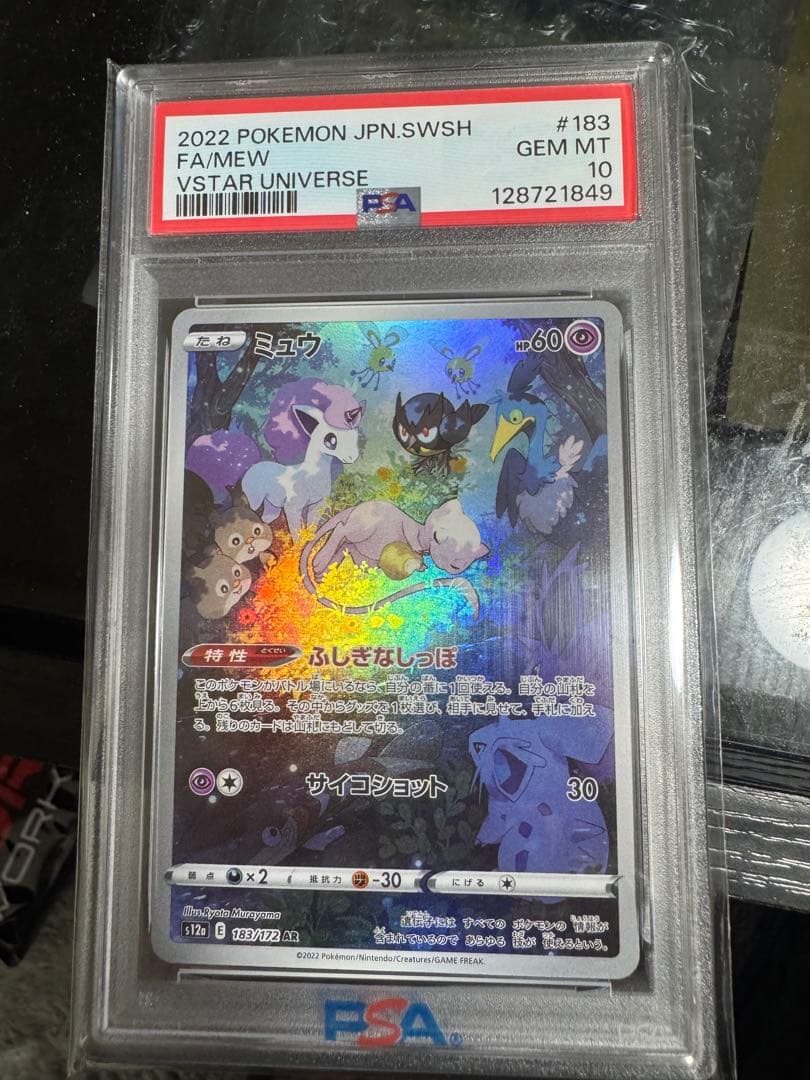 2022 POKEMON JPN.SWSH #183
FA/MEW GEM MT
VSTAR UNIVERSE 10
PSA 128721849
たね ミュウ HP60
特性 とくせい ふしぎなしっぽ
このポケモンがバトル場にいるなら、自分の番に1回使える。自分の山札を
上から6枚見る。その中からグッズを1枚選び、相手に見せて、手札に加え
る。残りのカードは山札にもどして切る。
サイコショット 30
弱点 ×2 抵抗力 -30 にげる
Illus.Ryota Murayama
s12a E 183/172 AR
遺伝子には すべての ポケモンの 情報が
含まれているので あらゆる 技が 使えるという。
©2022 Pokémon/Nintendo/Creatures/GAME FREAK.
PSA